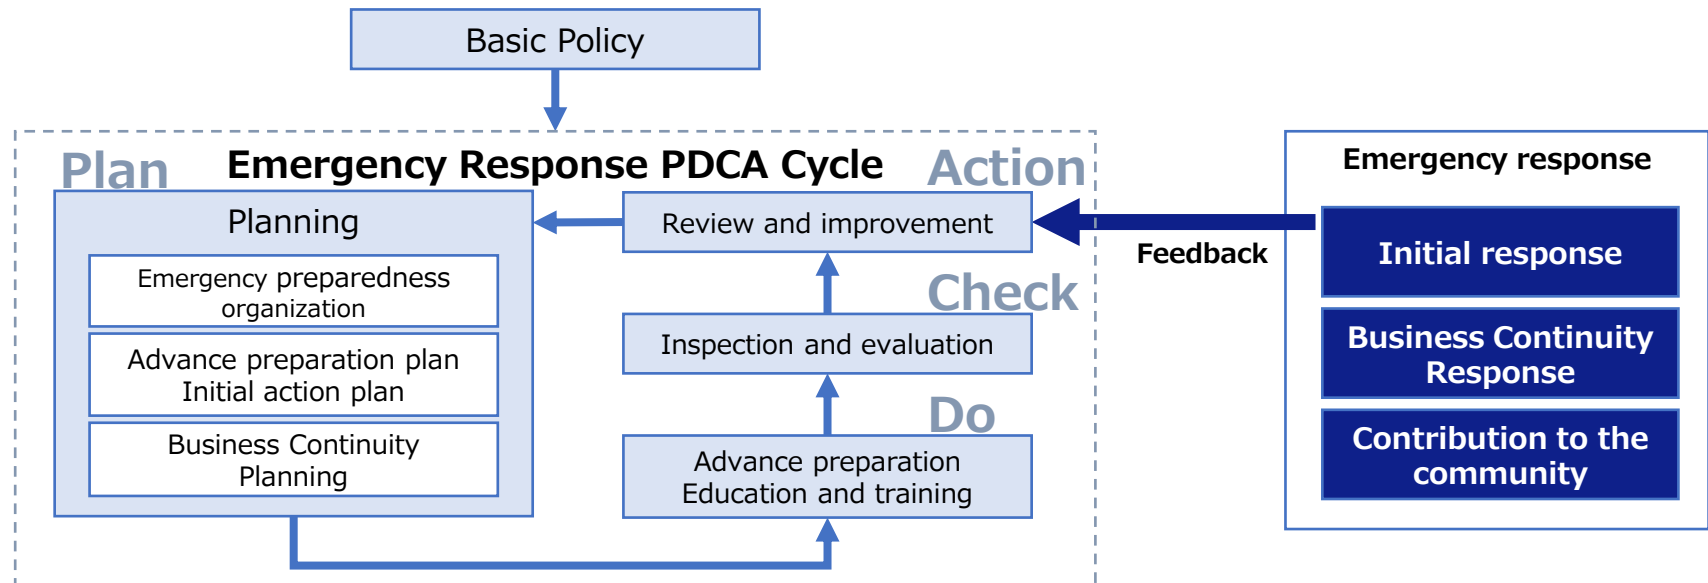 Basic Policy
Plan
Emergency Response PDCA Cycle
Action
Planning
Emergency preparedness
organization
Advance preparation plan
Initial action plan
Business Continuity
Planning
Review and improvement
Check
Inspection and evaluation
Do
Advance preparation
Education and training
Feedback
Emergency response
Initial response
Business Continuity
Response
Contribution to the
community